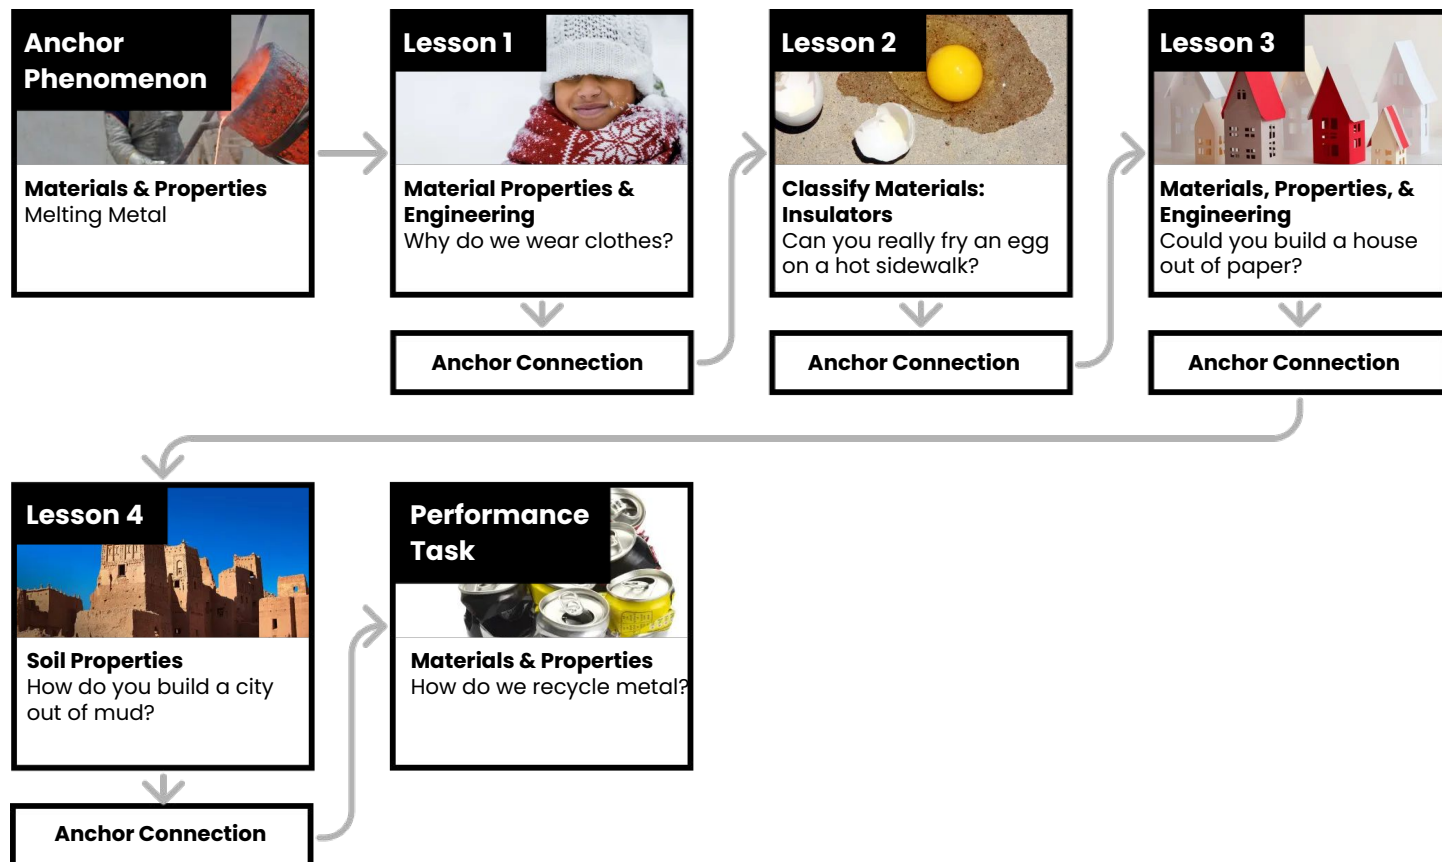 Anchor
Phenomenon
Materials & Properties
Melting Metal
Lesson 1
Material Properties &
Engineering
Why do we wear clothes?
Anchor Connection
Lesson 2
Classify Materials:
Insulators
Can you really fry an egg
on a hot sidewalk?
Anchor Connection
Lesson 3
Materials, Properties, &
Engineering
Could you build a house
out of paper?
Anchor Connection
Lesson 4
Soil Properties
How do you build a city
out of mud?
Anchor Connection
Performance
Task
Materials & Properties
How do we recycle metal?